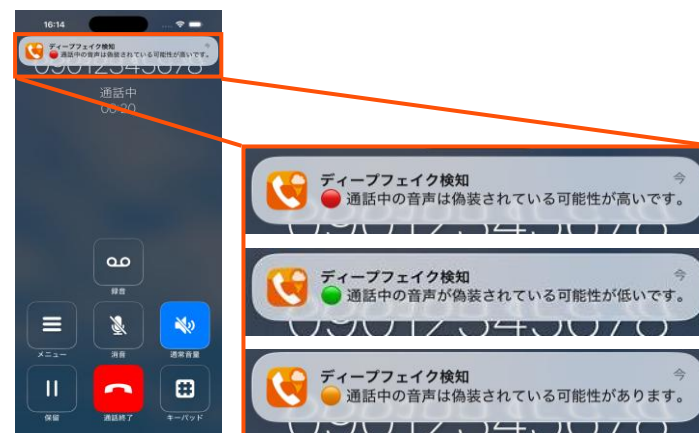 16:14
ディープフェイク検知
今
🔴 通話中の音声は偽装されている可能性が高いです。
09012345678
通話中
00:20
録音
メニュー
消音
通常音量
保留
通話終了
キーパッド
ディープフェイク検知
今
🔴 通話中の音声は偽装されている可能性が高いです。
09012345678
ディープフェイク検知
今
🟢 通話中の音声が偽装されている可能性が低いです。
09012345678
ディープフェイク検知
今
🟠 通話中の音声が偽装されている可能性があります。
09012345678